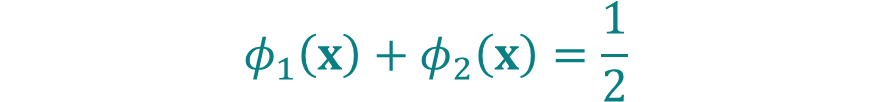 𝜙₁(𝐱) + 𝜙₂(𝐱) = 1/2